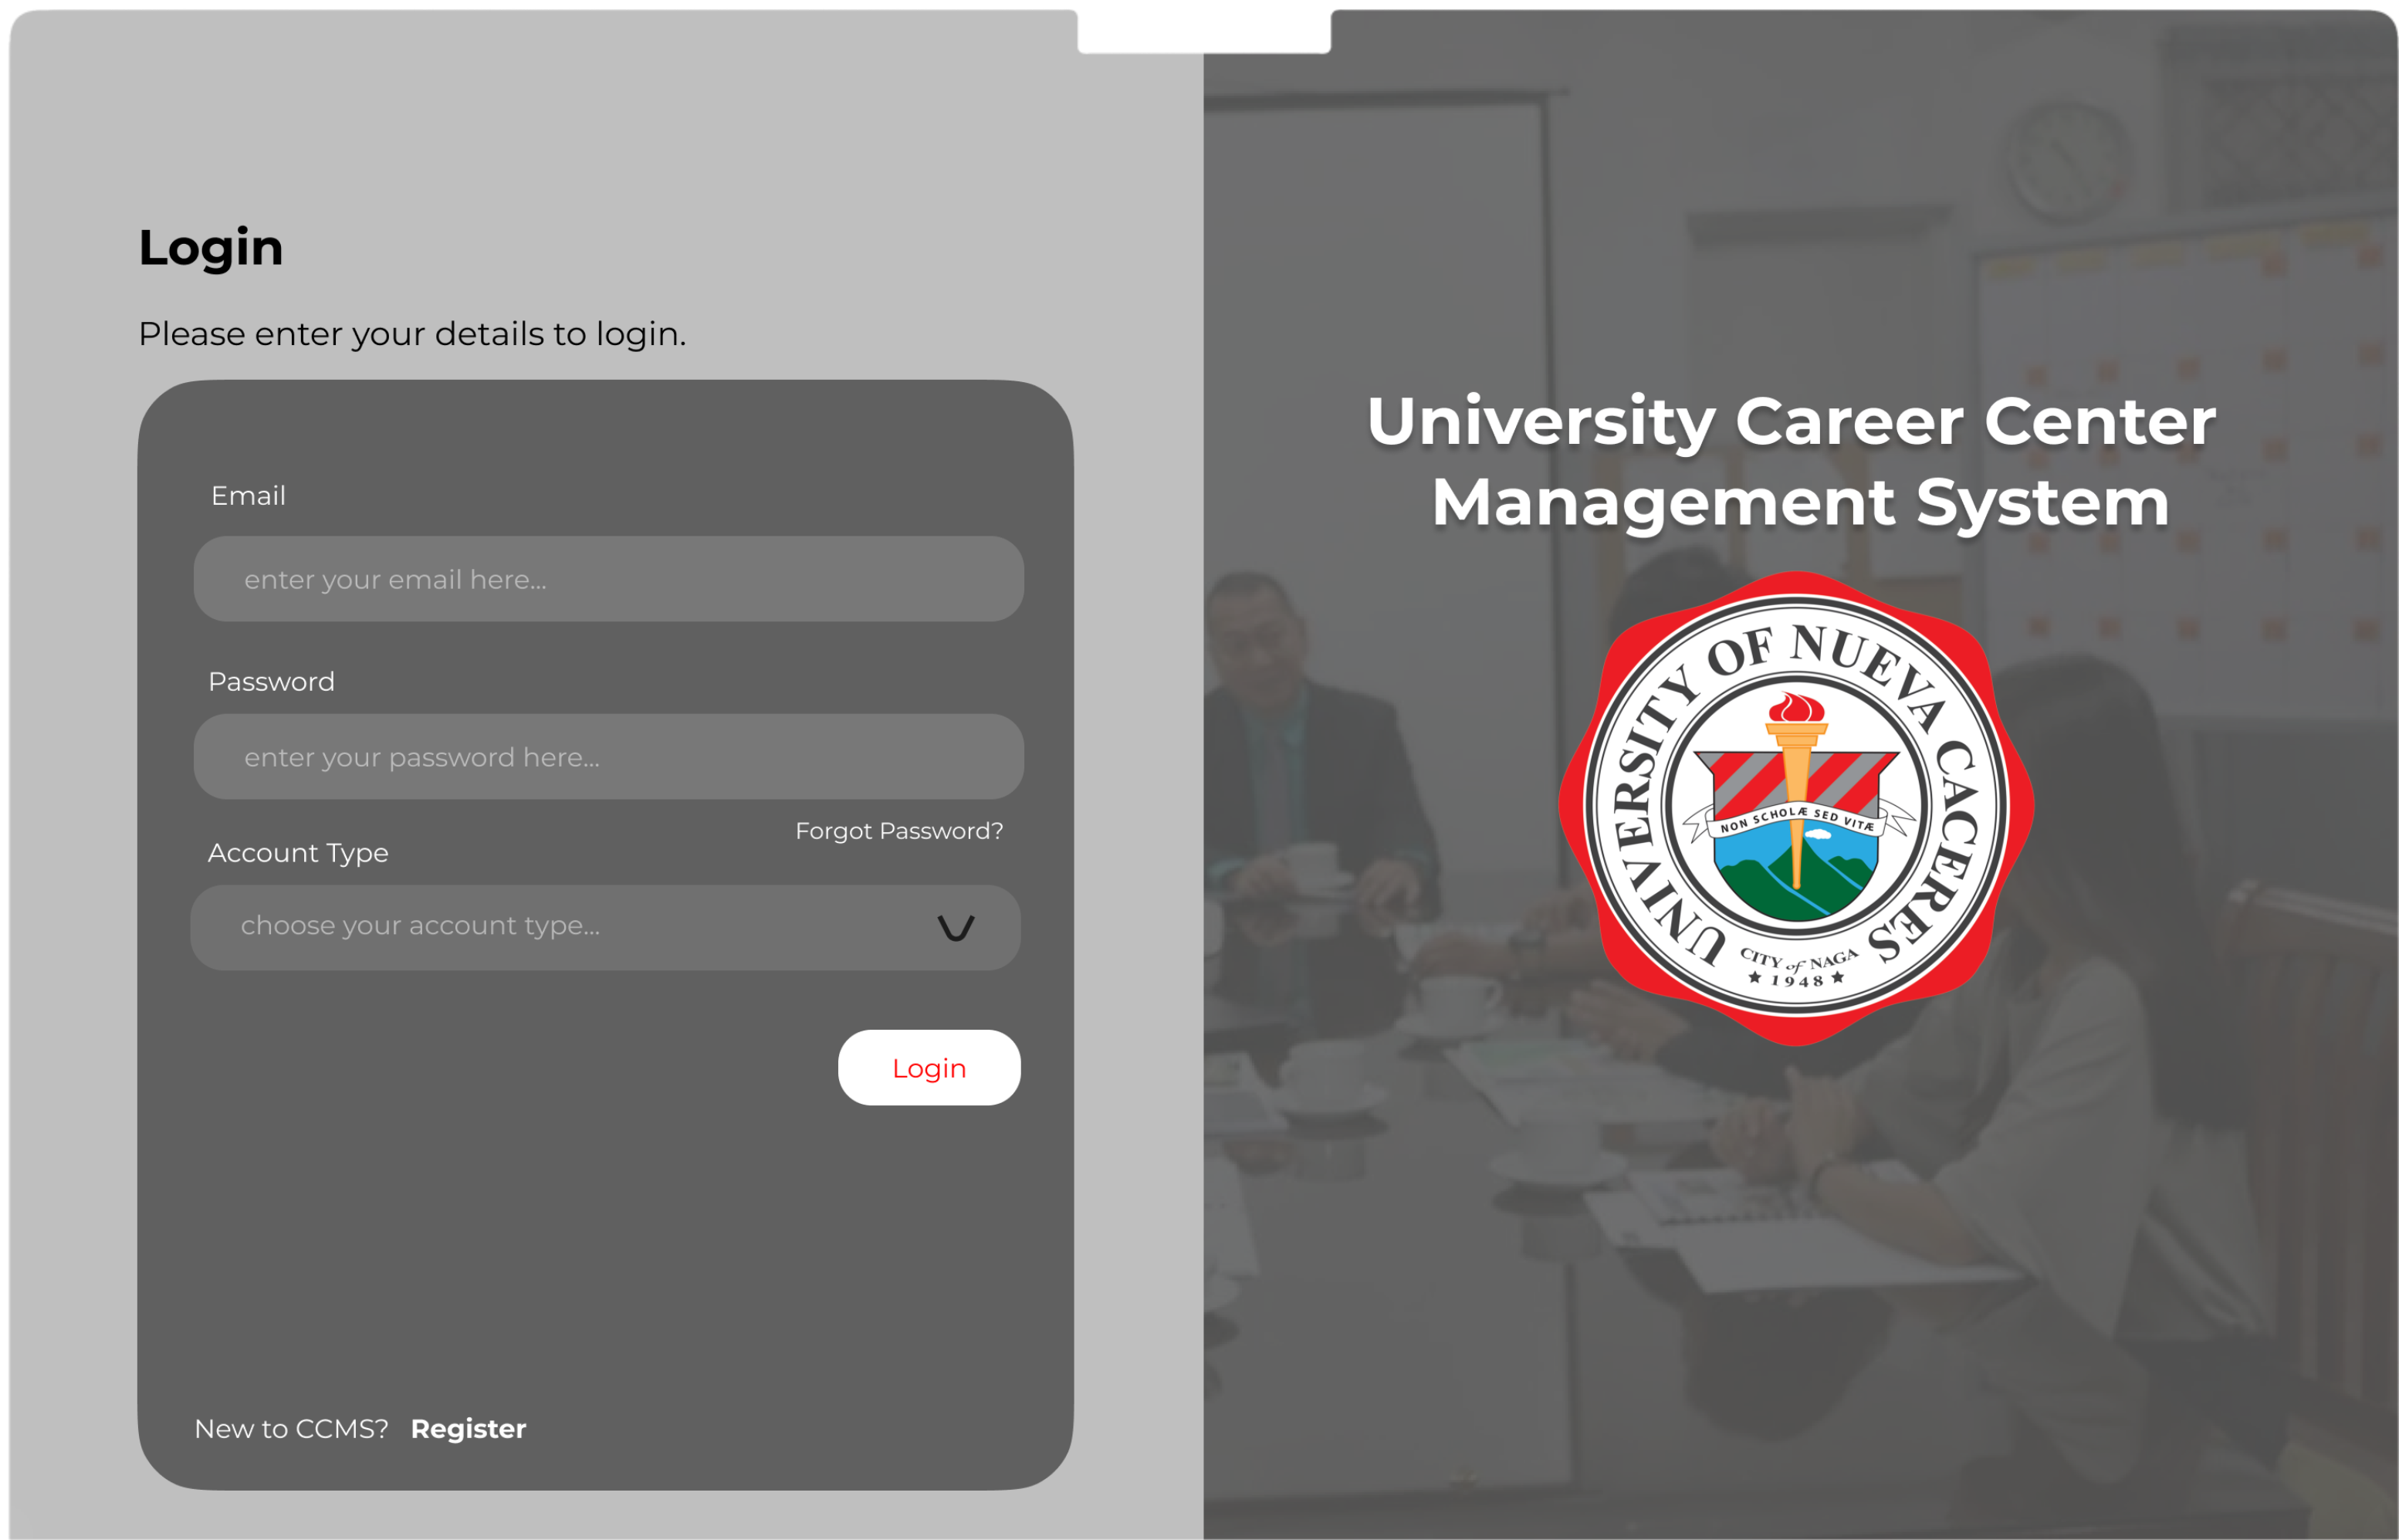 Login
Please enter your details to login.
Email
enter your email here...
Password
enter your password here...
Forgot Password?
Account Type
choose your account type...
Login
New to CCMS? Register
University Career Center
Management System
UNIVERSITY OF NUEVA CACERES
NON SCHOLÆ SED VITÆ
CITY of NAGA
★ 1948 ★